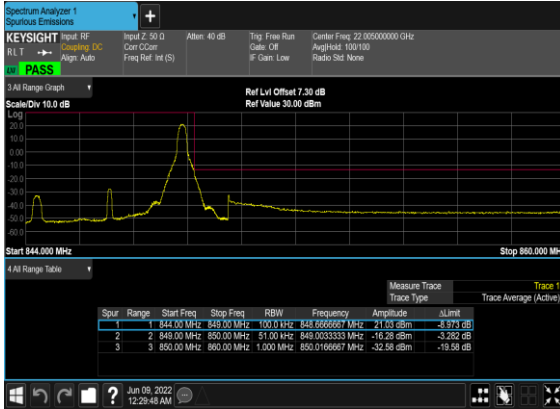 Spectrum Analyzer 1
Spurious Emissions
+
KEYSIGHT Input: RF Input Z: 50 Ω Atten: 40 dB Trig: Free Run Center Freq: 22.005000000 GHz
RLT Coupling: DC Corr CCorr Gate: Off Avg|Hold: 100/100
Align: Auto Freq Ref: Int (S) IF Gain: Low Radio Std: None
PASS
3 All Range Graph Ref Lvl Offset 7.30 dB
Scale/Div 10.0 dB Ref Value 30.00 dBm
Log
20.0
10.0
0.00
-10.0
-20.0
-30.0
-40.0
-50.0
-60.0
Start 844.000 MHz Stop 860.000 MH
4 All Range Table
Measure Trace Trace 1
Trace Type Trace Average (Active)
Spur Range Start Freq Stop Freq RBW Frequency Amplitude ΔLimit
1 1 844.00 MHz 849.00 MHz 100.0 kHz 848.6666667 MHz 21.03 dBm -8.973 dB
2 2 849.00 MHz 850.00 MHz 51.00 kHz 849.0033333 MHz -16.28 dBm -3.282 dB
3 3 850.00 MHz 860.00 MHz 1.000 MHz 850.0166667 MHz -32.58 dBm -19.58 dB
? Jun 09, 2022
12:29:48 AM